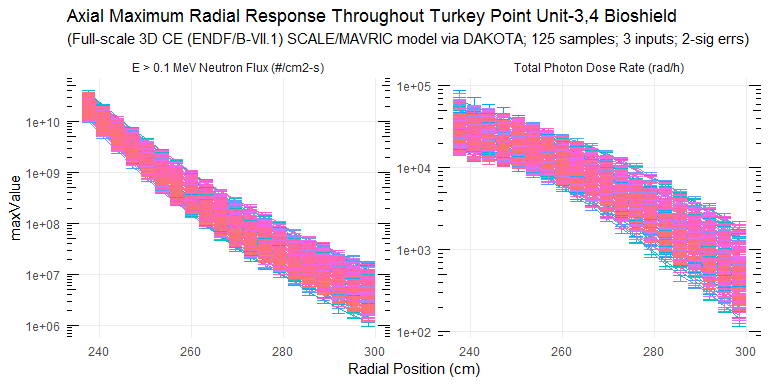 Axial Maximum Radial Response Throughout Turkey Point Unit-3,4 Bioshield
(Full-scale 3D CE (ENDF/B-VII.1) SCALE/MAVRIC model via DAKOTA; 125 samples; 3 inputs; 2-sig errs)
E > 0.1 MeV Neutron Flux (#/cm2-s)
Total Photon Dose Rate (rad/h)
maxValue
1e+10
1e+09
1e+08
1e+07
1e+06
1e+05
1e+04
1e+03
1e+02
240 260 280 300
240 260 280 300
Radial Position (cm)